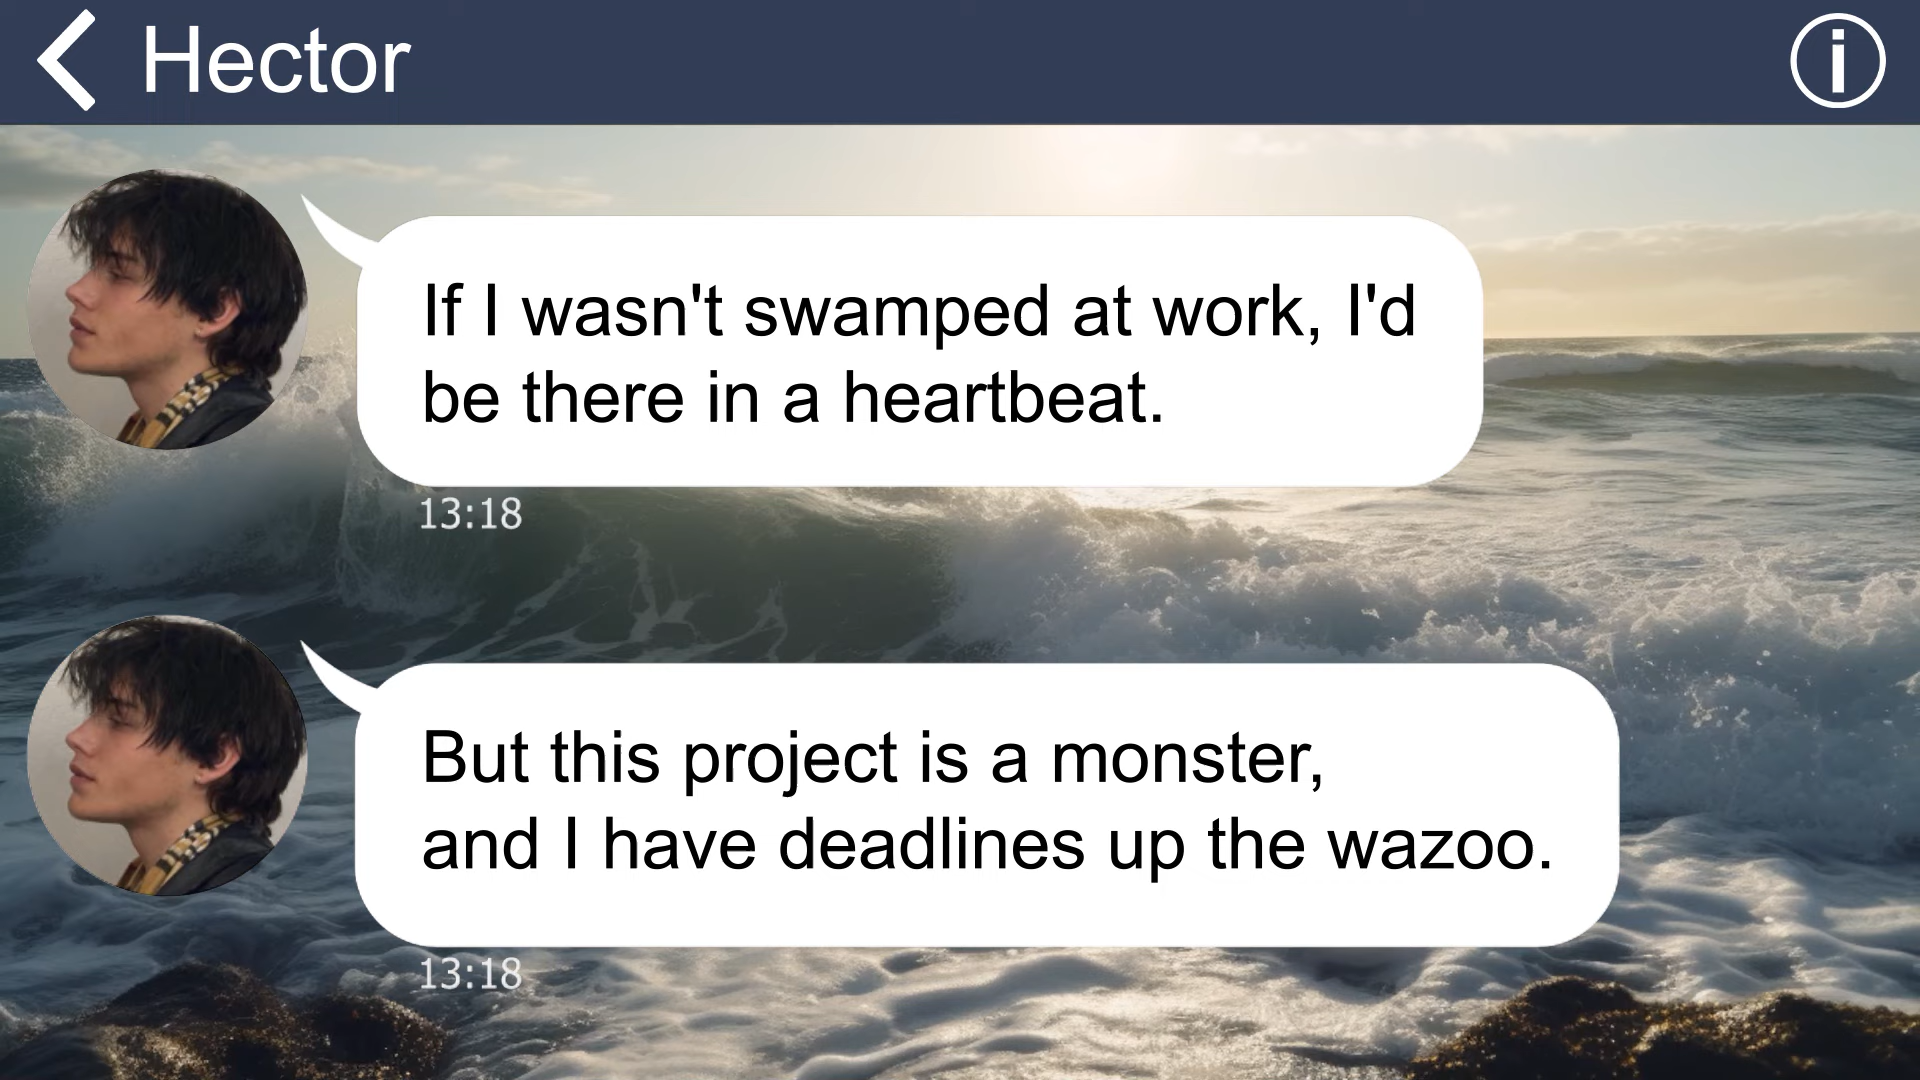 Hector
If I wasn't swamped at work, I'd
be there in a heartbeat.
13:18
But this project is a monster,
and I have deadlines up the wazoo.
13:18